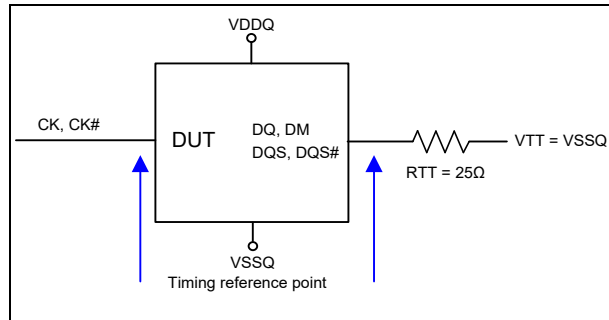 VDDQ
CK, CK#
DUT
DQ, DM
DQS, DQS#
VTT = VSSQ
RTT = 25Ω
VSSQ
Timing reference point